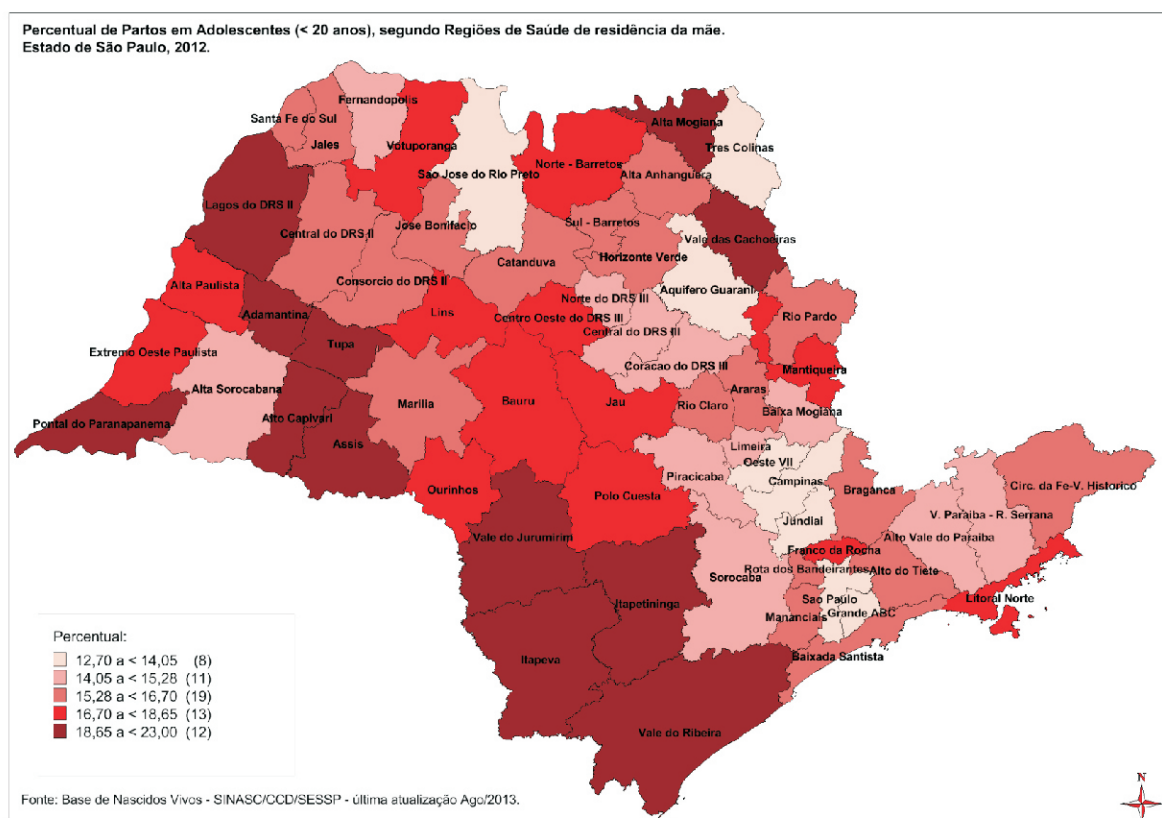 Percentual de Partos em Adolescentes (< 20 anos), segundo Regiões de Saúde de residência da mãe.
Estado de São Paulo, 2012.
Fernandopolis
Santa Fe do Sul
Jales
Votuporanga
Sao Jose do Rio Preto
Norte - Barretos
Alta Mogiana
Tres Colinas
Alta Anhanguera
Lagos do DRS II
Central do DRS II
Jose Bonifacio
Sul - Barretos
Vale das Cachoeiras
Catanduva
Horizonte Verde
Consorcio do DRS II
Alta Paulista
Aquifero Guarani
Norte do DRS III
Adamantina
Lins
Centro Oeste do DRS III
Rio Pardo
Central do DRS III
Tupa
Extremo Oeste Paulista
Coracao do DRS III
Mantiqueira
Alta Sorocabana
Marilia
Bauru
Jau
Araras
Rio Claro
Baixa Mogiana
Pontal do Paranapanema
Alto Capivari
Assis
Limeira
Oeste VII
Piracicaba
Campinas
Ourinhos
Polo Cuesta
Braganca
Circ. da Fe-V. Historico
V. Paraiba - R. Serrana
Jundiai
Vale do Jurumirim
Alto Vale do Paraiba
Franco da Rocha
Rota dos Bandeirantes
Alto do Tiete
Sorocaba
Sao Paulo
Litoral Norte
Itapetininga
Mananciais
Grande ABC
Itapeva
Baixada Santista
Vale do Ribeira
Percentual:
12,70 a < 14,05 (8)
14,05 a < 15,28 (11)
15,28 a < 16,70 (19)
16,70 a < 18,65 (13)
18,65 a < 23,00 (12)
N
Fonte: Base de Nascidos Vivos - SINASC/CCD/SESSP - última atualização Ago/2013.